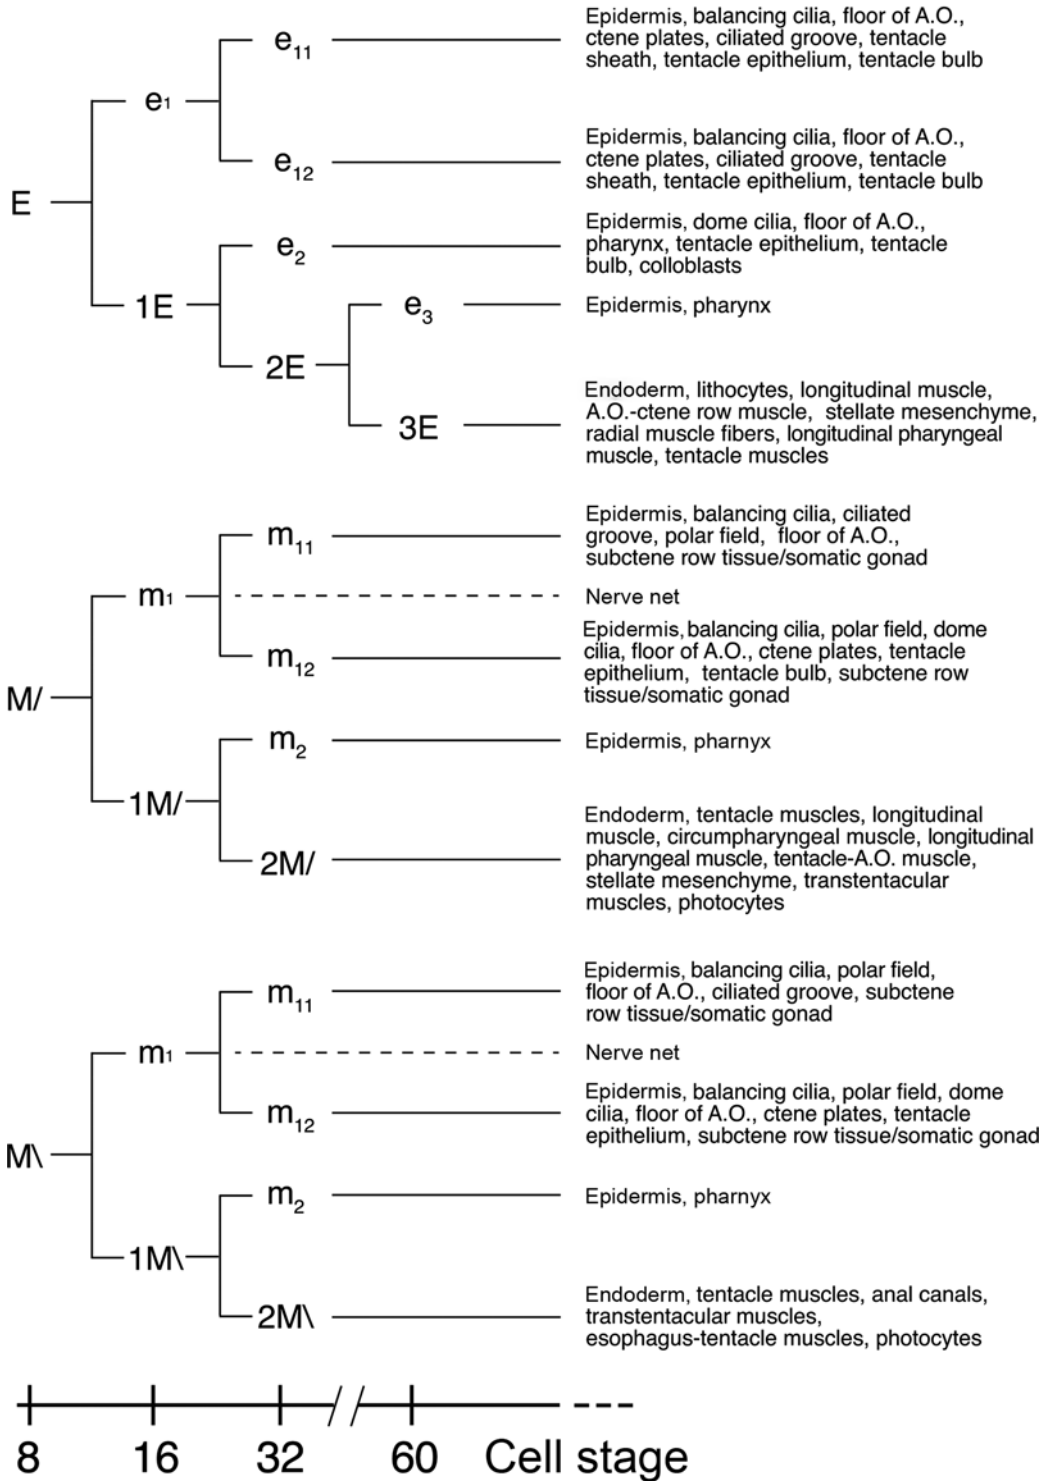 Epidermis, balancing cilia, floor of A.O.,
ctene plates, ciliated groove, tentacle
sheath, tentacle epithelium, tentacle bulb
e11
e1
Epidermis, balancing cilia, floor of A.O.,
ctene plates, ciliated groove, tentacle
sheath, tentacle epithelium, tentacle bulb
e12
E
Epidermis, dome cilia, floor of A.O.,
pharynx, tentacle epithelium, tentacle
bulb, colloblasts
e2
1E
e3
Epidermis, pharynx
2E
Endoderm, lithocytes, longitudinal muscle,
A.O.-ctene row muscle, stellate mesenchyme,
radial muscle fibers, longitudinal pharyngeal
muscle, tentacle muscles
3E
Epidermis, balancing cilia, ciliated
groove, polar field, floor of A.O.,
subctene row tissue/somatic gonad
m11
m1
Nerve net
Epidermis, balancing cilia, polar field, dome
cilia, floor of A.O., ctene plates, tentacle
epithelium, tentacle bulb, subctene row
tissue/somatic gonad
m12
M/
m2
Epidermis, pharnyx
1M/
Endoderm, tentacle muscles, longitudinal
muscle, circumpharyngeal muscle, longitudinal
pharyngeal muscle, tentacle-A.O. muscle,
stellate mesenchyme, transtentacular
muscles, photocytes
2M/
Epidermis, balancing cilia, polar field,
floor of A.O., ciliated groove, subctene
row tissue/somatic gonad
m11
m1
Nerve net
Epidermis, balancing cilia, polar field, dome
cilia, floor of A.O., ctene plates, tentacle
epithelium, subctene row tissue/somatic gonad
m12
M\
m2
Epidermis, pharnyx
1M\
Endoderm, tentacle muscles, anal canals,
transtentacular muscles,
esophagus-tentacle muscles, photocytes
2M\
8 16 32 60 Cell stage